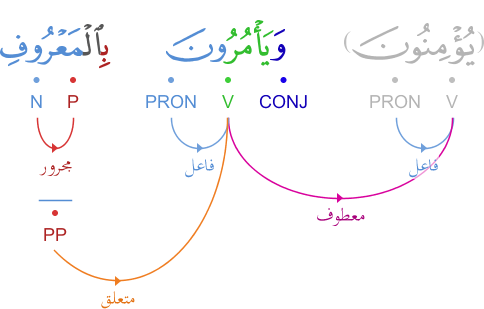 (يُؤْمِنُونَ) وَيَأْمُرُونَ بِٱلْمَعْرُوفِ
PRON V CONJ PRON V N P
فاعل فاعل مجرور
معطوف
PP
متعلق